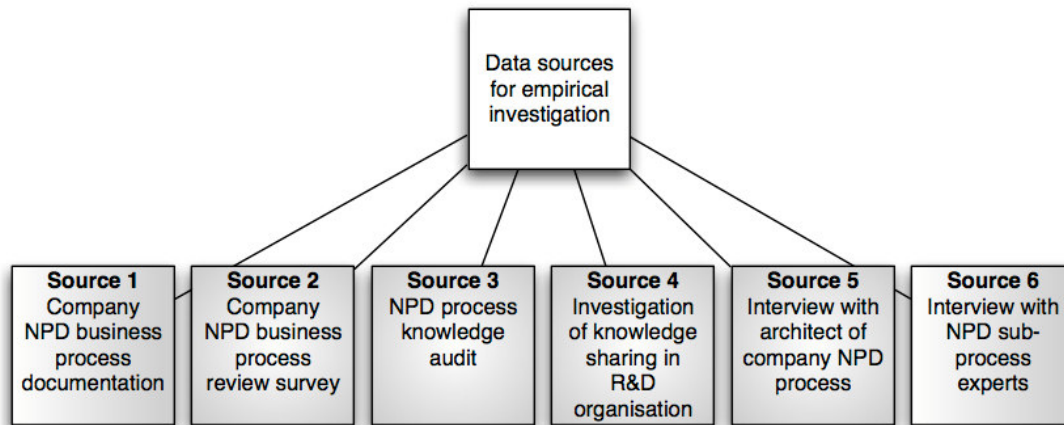 Data sources
for empirical
investigation
Source 1
Company
NPD business
process
documentation
Source 2
Company
NPD business
process
review survey
Source 3
NPD process
knowledge
audit
Source 4
Investigation
of knowledge
sharing in
R&D
organisation
Source 5
Interview with
architect of
company NPD
process
Source 6
Interview with
NPD sub-
process
experts